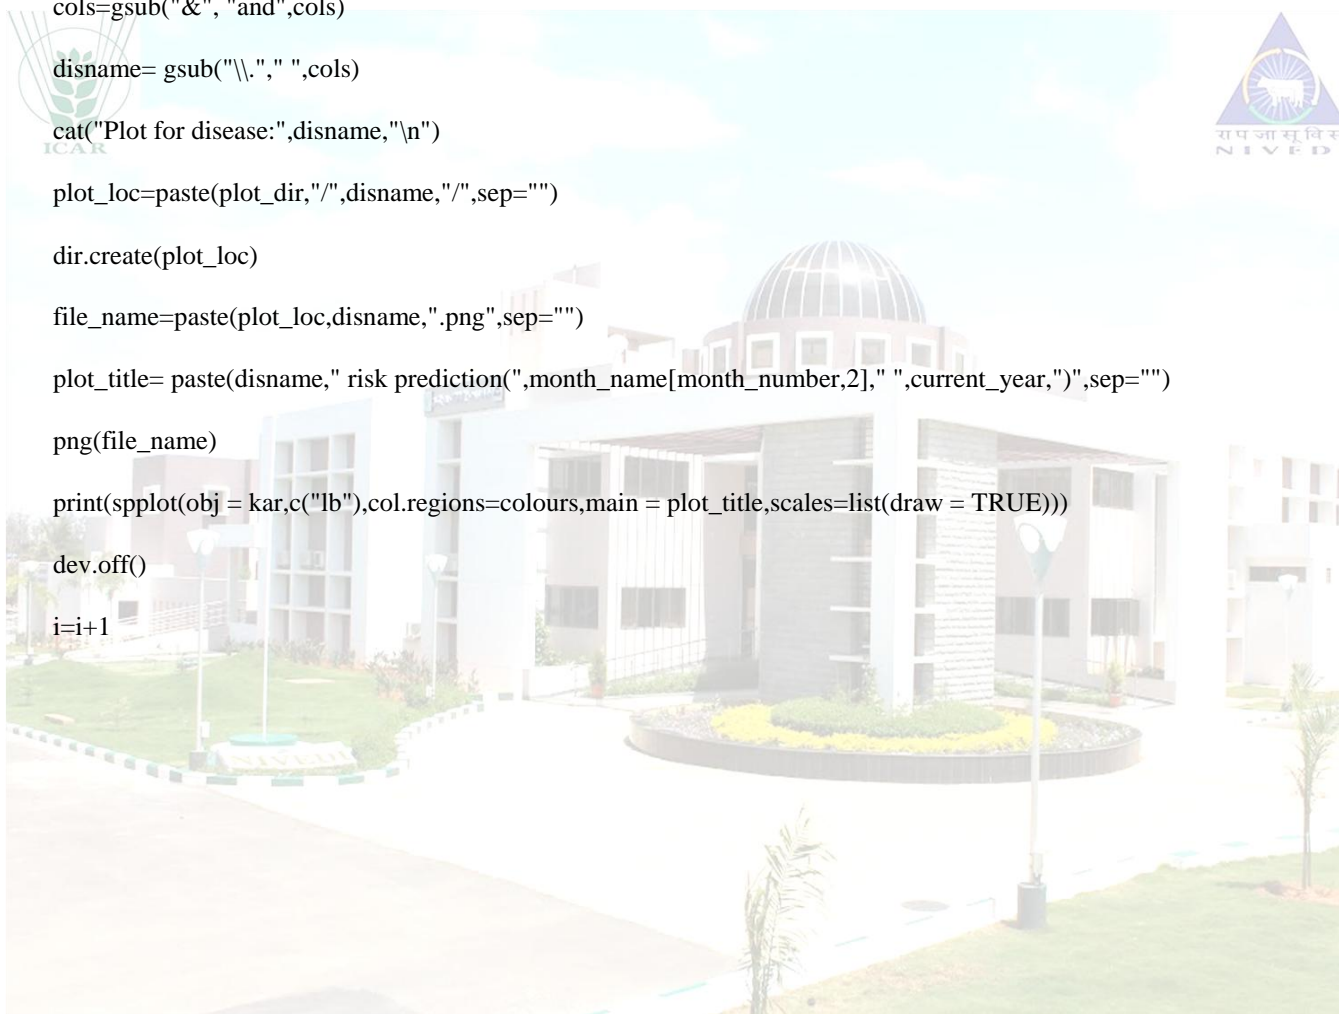 cols=gsub("&", "and",cols)
disname= gsub("\\."," ",cols)
cat("Plot for disease:",disname,"\n")
ICAR
रा प जा सू वि सं
NIVED
plot_loc=paste(plot_dir,"/",disname,"/",sep="")
dir.create(plot_loc)
file_name=paste(plot_loc,disname,".png",sep="")
plot_title= paste(disname," risk prediction(",month_name[month_number,2]," ",current_year,")",sep="")
png(file_name)
print(spplot(obj = kar,c("lb"),col.regions=colours,main = plot_title,scales=list(draw = TRUE)))
dev.off()
i=i+1
NIVEDI